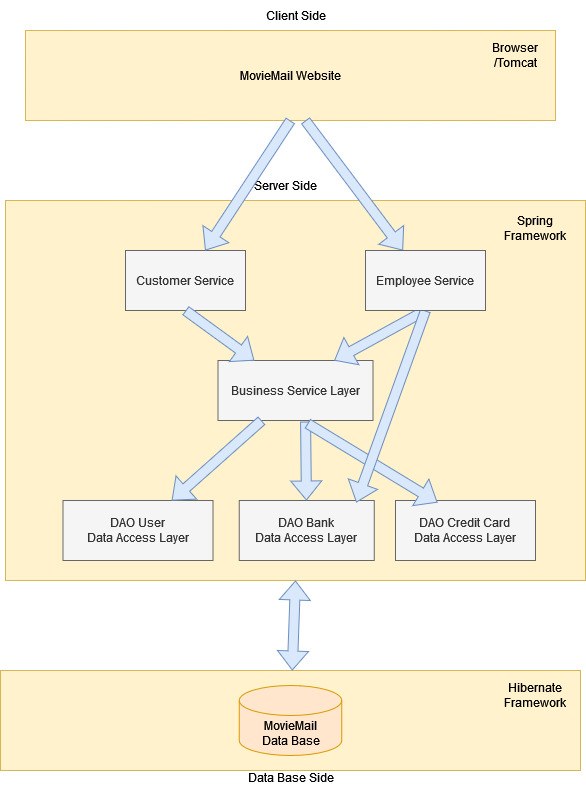 Client Side
Browser
/Tomcat
MovieMail Website
Server Side
Spring
Framework
Customer Service
Employee Service
Business Service Layer
DAO User
Data Access Layer
DAO Bank
Data Access Layer
DAO Credit Card
Data Access Layer
Hibernate
Framework
MovieMail
Data Base
Data Base Side